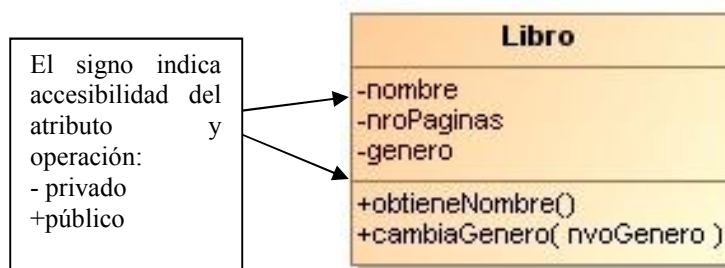 El signo indica
accesibilidad del
atributo y
operación:
- privado
+público
Libro
-nombre
-nroPaginas
-genero
+obtieneNombre()
+cambiaGenero( nvoGenero )